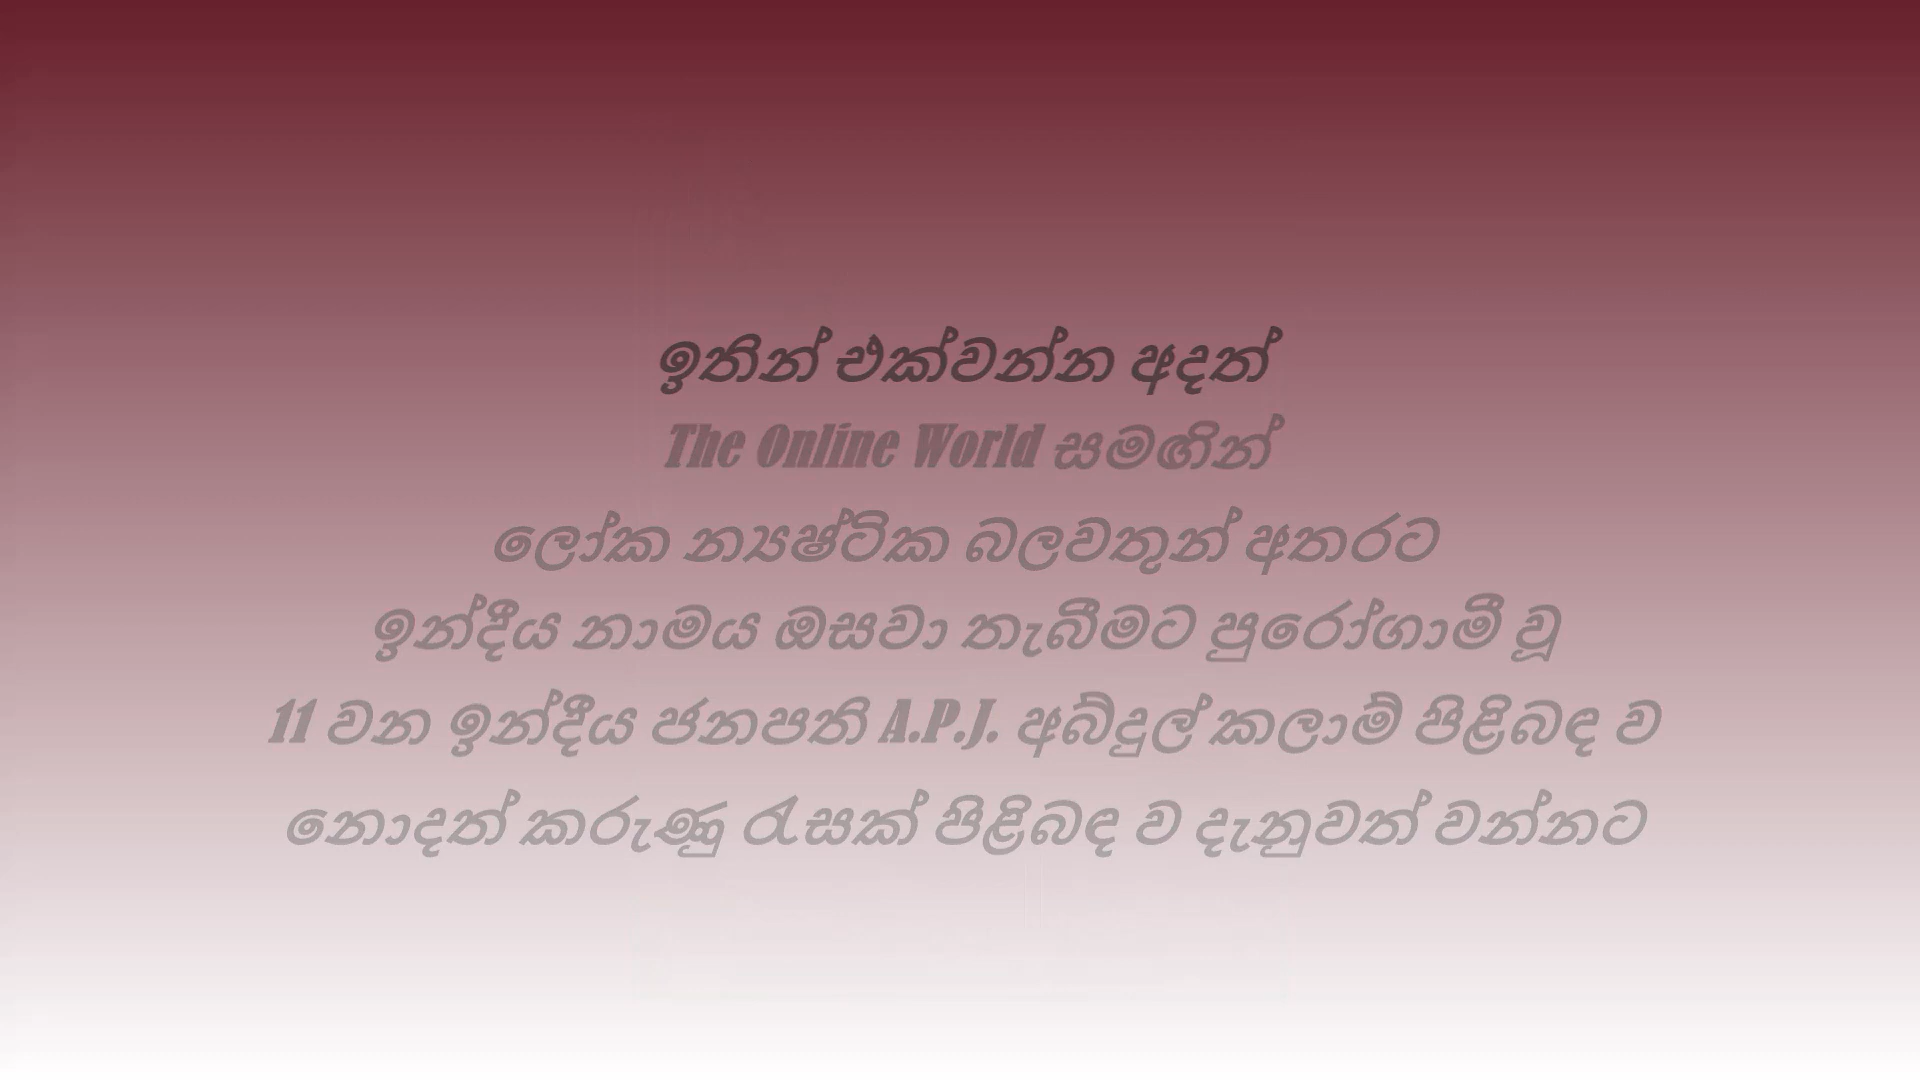 ඉතින් එක්වන්න අදත්
The Online World සමඟින්
ලෝක න්‍යෂ්ටික බලවතුන් අතරට
ඉන්දීය නාමය ඔසවා තැබීමට පුරෝගාමී වූ
11 වන ඉන්දීය ජනපති A.P.J. අබ්දුල් කලාම් පිළිබඳ ව
නොදත් කරුණු රැසක් පිළිබඳ ව දැනුවත් වන්නට